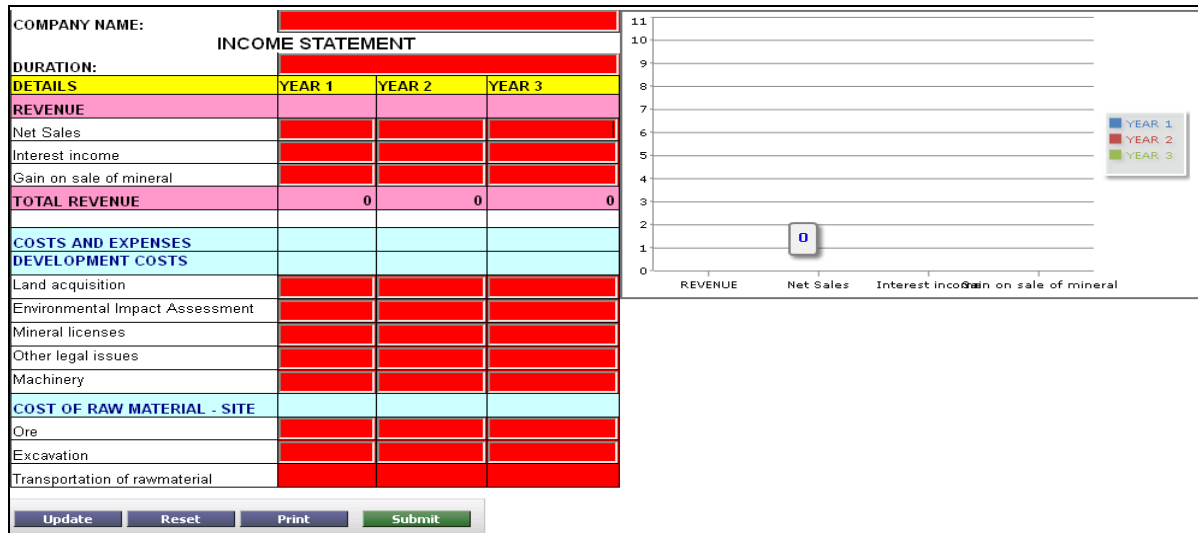 COMPANY NAME:
INCOME STATEMENT
DURATION:
DETAILS YEAR 1 YEAR 2 YEAR 3
REVENUE
Net Sales
Interest income
Gain on sale of mineral
TOTAL REVENUE 0 0 0
COSTS AND EXPENSES
DEVELOPMENT COSTS
Land acquisition
Environmental Impact Assessment
Mineral licenses
Other legal issues
Machinery
COST OF RAW MATERIAL - SITE
Ore
Excavation
Transportation of rawmaterial
Update Reset Print Submit
11
10
9
8
7
6
5
4
3
2
1
0
0
REVENUE Net Sales Interest income Gain on sale of mineral
YEAR 1
YEAR 2
YEAR 3